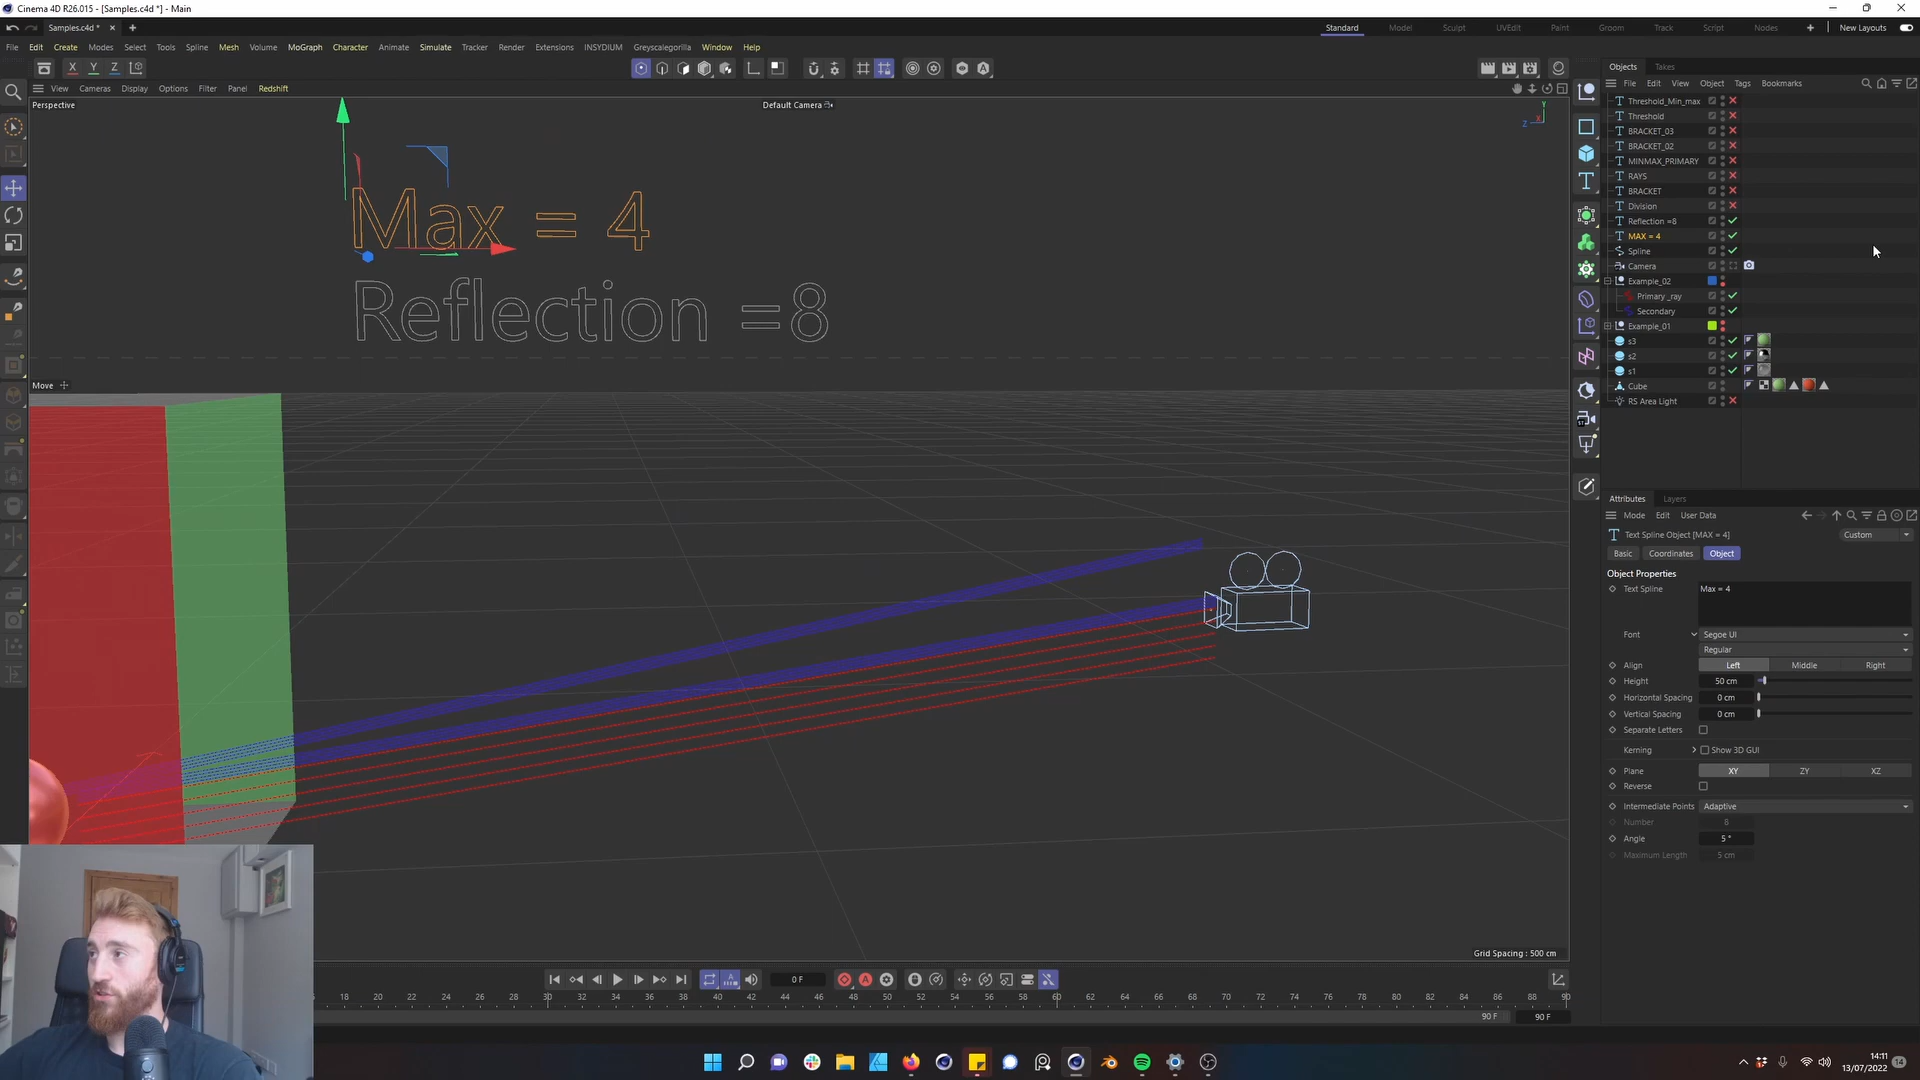 Cinema 4D R26.015 - [Samples.c4d *] - Main
Samples.c4d *
Standard Model Sculpt UVEdit Paint Groom Track Script Nodes New Layouts
File Edit Create Modes Select Tools Spline Mesh Volume MoGraph Character Animate Simulate Tracker Render Extensions INSYDIUM Greyscalegorilla Window Help
X Y Z
View Cameras Display Options Filter Panel Redshift
Perspective
Default Camera
Y
Z
X
Max = 4
Reflection =8
Move
Grid Spacing : 500 cm
Objects Takes
File Edit View Object Tags Bookmarks
Threshold_Min_max
Threshold
BRACKET_03
BRACKET_02
MINMAX_PRIMARY
RAYS
BRACKET
Division
Reflection =8
MAX = 4
Spline
Camera
Example_02
Primary _ray
Secondary
Example_01
s3
s2
s1
Cube
RS Area Light
Attributes Layers
Mode Edit User Data
Text Spline Object [MAX = 4]
Custom
Basic Coordinates Object
Object Properties
Text Spline Max = 4
Font Segoe UI
Regular
Align Left Middle Right
Height 50 cm
Horizontal Spacing 0 cm
Vertical Spacing 0 cm
Separate Letters
Kerning Show 3D GUI
Plane XY ZY XZ
Reverse
Intermediate Points Adaptive
Number 8
Angle 5 °
Maximum Length 5 cm
0 F
18 20 22 24 26 28 30 32 34 36 38 40 42 44 46 48 50 52 54 56 58 60 62 64 66 68 70 72 74 76 78 80 82 84 86 88 90
90 F 90 F
14:11
13/07/2022